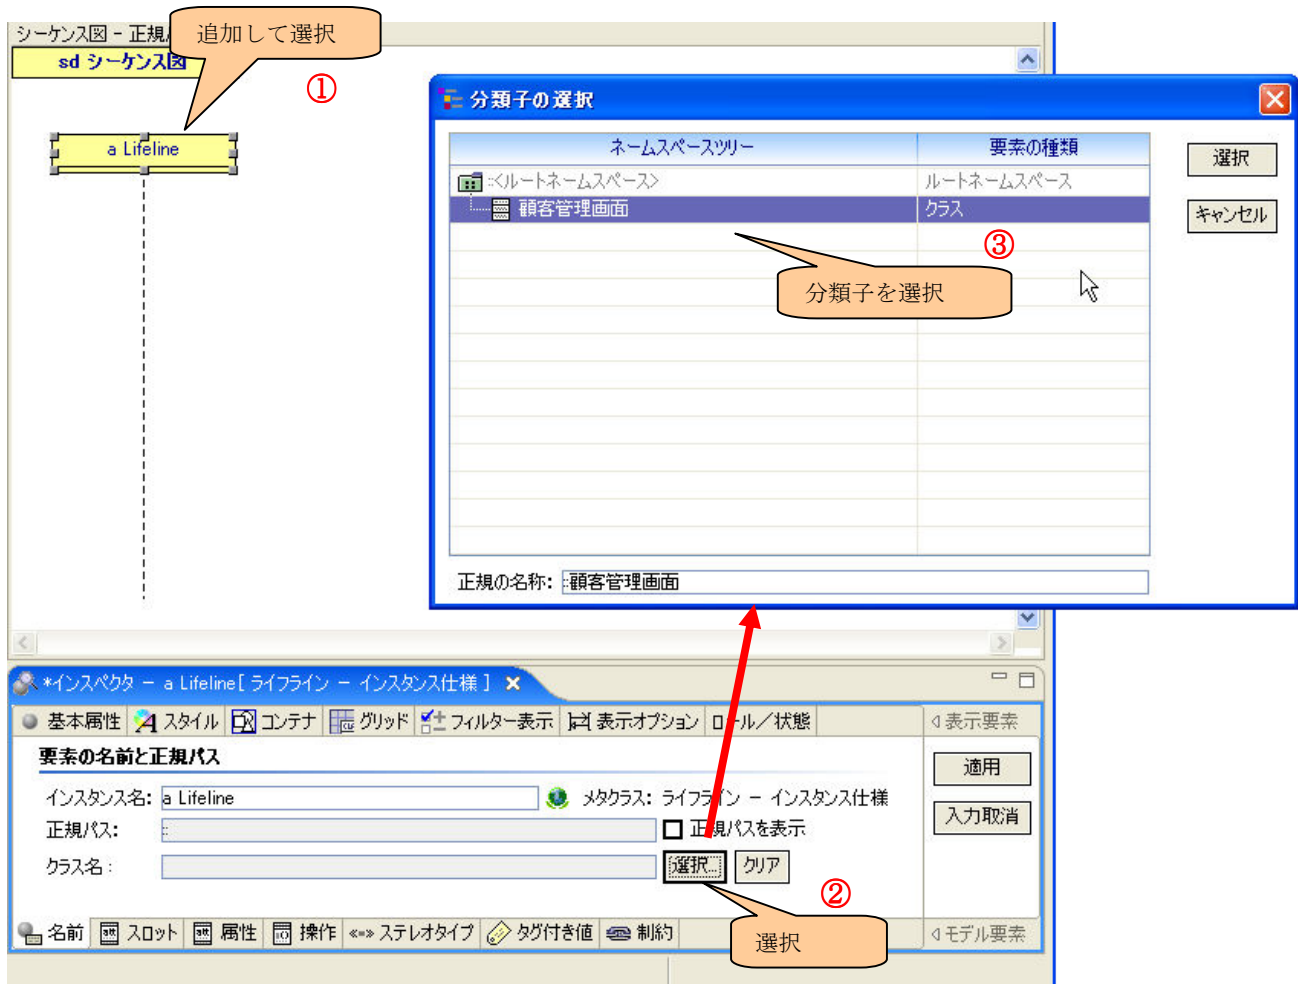 シーケンス図 - 正規
追加して選択
sd シーケンス図
①
a Lifeline
分類子の選択
ネームスペースツリー 要素の種類
::<ルートネームスペース> ルートネームスペース
顧客管理画面 クラス
選択
キャンセル
③
分類子を選択
正規の名称: ::顧客管理画面
*インスペクタ - a Lifeline[ ライフライン - インスタンス仕様 ]
基本属性 スタイル コンテナ グリッド フィルター表示 表示オプション ロール/状態 表示要素
要素の名前と正規パス
インスタンス名: a Lifeline メタクラス: ライフライン - インスタンス仕様
正規パス: :: 正規パスを表示
クラス名 : 選択... クリア
適用
入力取消
②
選択
名前 スロット 属性 操作 «-» ステレオタイプ タグ付き値 制約 モデル要素